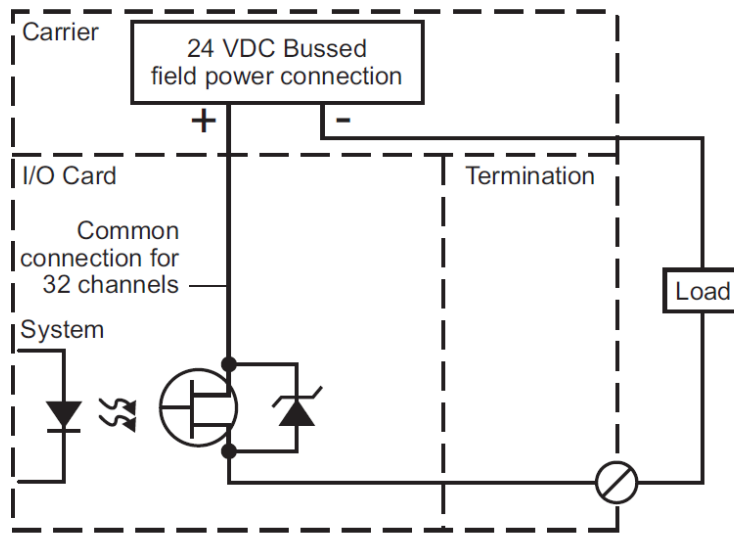 Carrier
24 VDC Bussed
field power connection
+
-
I/O Card
Termination
Common
connection for
32 channels
Load
System